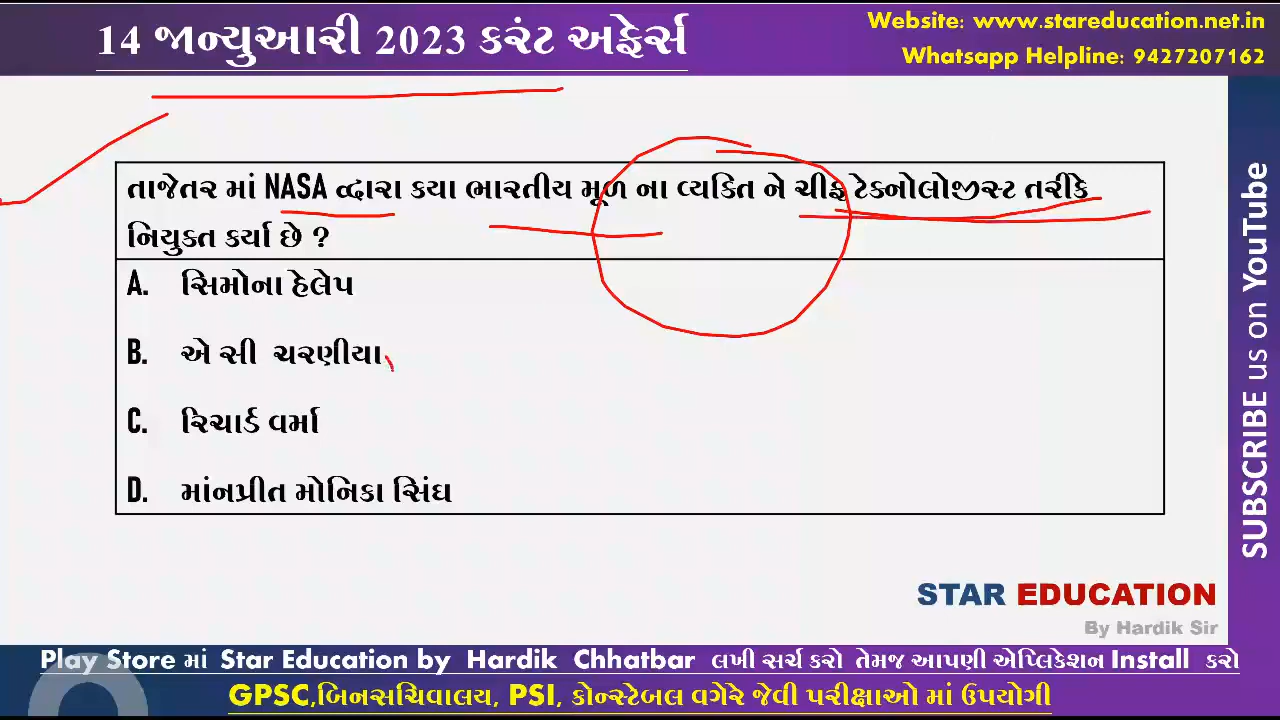 14 જાન્યુઆરી 2023 કરંટ અફેર્સ
Website: www.stareducation.net.in
Whatsapp Helpline: 9427207162
તાજેતર માં NASA વ્દારા કયા ભારતીય મૂળ ના વ્યકિત ને ચીફ ટેક્નોલોજીસ્ટ તરીકે
નિયુક્ત કર્યા છે ?
A. સિમોના હેલેપ
B. એ સી ચરણીયા
C. રિચાર્ડ વર્મા
D. માંનપ્રીત મોનિકા સિંઘ
SUBSCRIBE us on YouTube
STAR EDUCATION
By Hardik Sir
Play Store માં Star Education by Hardik Chhatbar લખી સર્ચ કરો તેમજ આપણી એપ્લિકેશન Install કરો
GPSC,બિનસચિવાલય, PSI, કોન્સ્ટેબલ વગેરે જેવી પરીક્ષાઓ માં ઉપયોગી